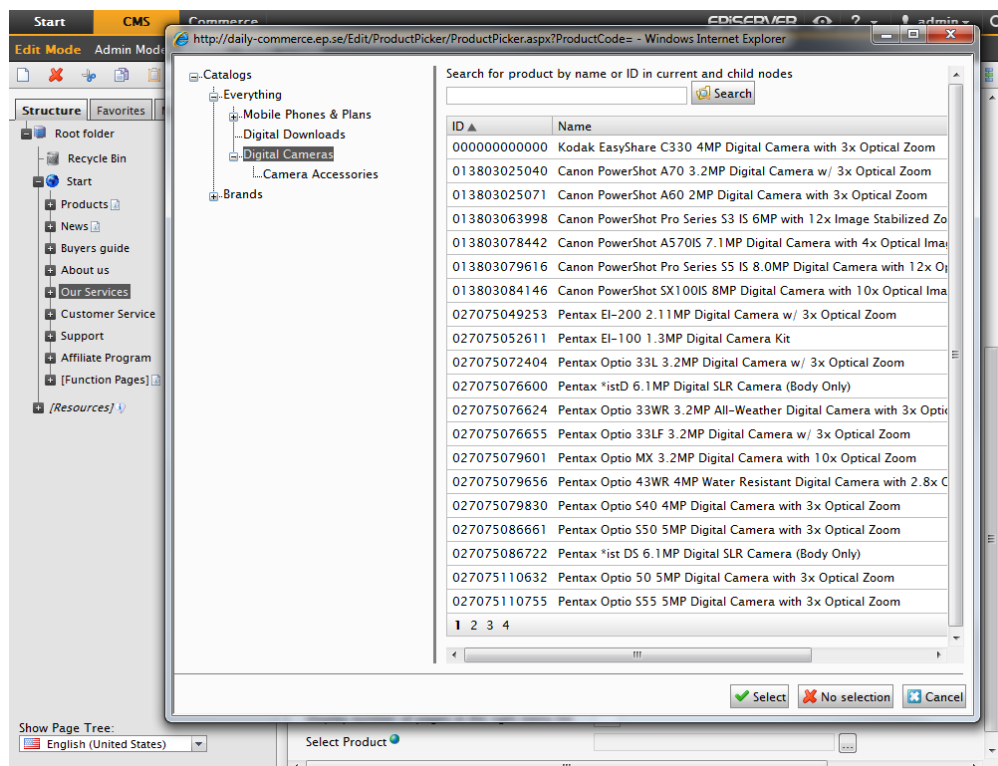 Start CMS Commerce EPiSERVER ? admin
Edit Mode Admin Mode
http://daily-commerce.ep.se/Edit/ProductPicker/ProductPicker.aspx?ProductCode= - Windows Internet Explorer
Structure Favorites
Root folder
Recycle Bin
Start
Products
News
Buyers guide
About us
Our Services
Customer Service
Support
Affiliate Program
[Function Pages]
[Resources]
Show Page Tree:
English (United States)
Catalogs
Everything
Mobile Phones & Plans
Digital Downloads
Digital Cameras
Camera Accessories
Brands
Search for product by name or ID in current and child nodes
Search
ID Name
000000000000 Kodak EasyShare C330 4MP Digital Camera with 3x Optical Zoom
013803025040 Canon PowerShot A70 3.2MP Digital Camera w/ 3x Optical Zoom
013803025071 Canon PowerShot A60 2MP Digital Camera with 3x Optical Zoom
013803063998 Canon PowerShot Pro Series S3 IS 6MP with 12x Image Stabilized Zo
013803078442 Canon PowerShot A570IS 7.1MP Digital Camera with 4x Optical Imag
013803079616 Canon PowerShot Pro Series S5 IS 8.0MP Digital Camera with 12x Op
013803084146 Canon PowerShot SX100IS 8MP Digital Camera with 10x Optical Ima
027075049253 Pentax EI-200 2.11MP Digital Camera w/ 3x Optical Zoom
027075052611 Pentax EI-100 1.3MP Digital Camera Kit
027075072404 Pentax Optio 33L 3.2MP Digital Camera w/ 3x Optical Zoom
027075076600 Pentax *istD 6.1MP Digital SLR Camera (Body Only)
027075076624 Pentax Optio 33WR 3.2MP All-Weather Digital Camera with 3x Optic
027075076655 Pentax Optio 33LF 3.2MP Digital Camera w/ 3x Optical Zoom
027075079601 Pentax Optio MX 3.2MP Digital Camera with 10x Optical Zoom
027075079656 Pentax Optio 43WR 4MP Water Resistant Digital Camera with 2.8x O
027075079830 Pentax Optio S40 4MP Digital Camera with 3x Optical Zoom
027075086661 Pentax Optio S50 5MP Digital Camera with 3x Optical Zoom
027075086722 Pentax *ist DS 6.1MP Digital SLR Camera (Body Only)
027075110632 Pentax Optio 50 5MP Digital Camera with 3x Optical Zoom
027075110755 Pentax Optio S55 5MP Digital Camera with 3x Optical Zoom
1 2 3 4
Select No selection Cancel
Select Product ...